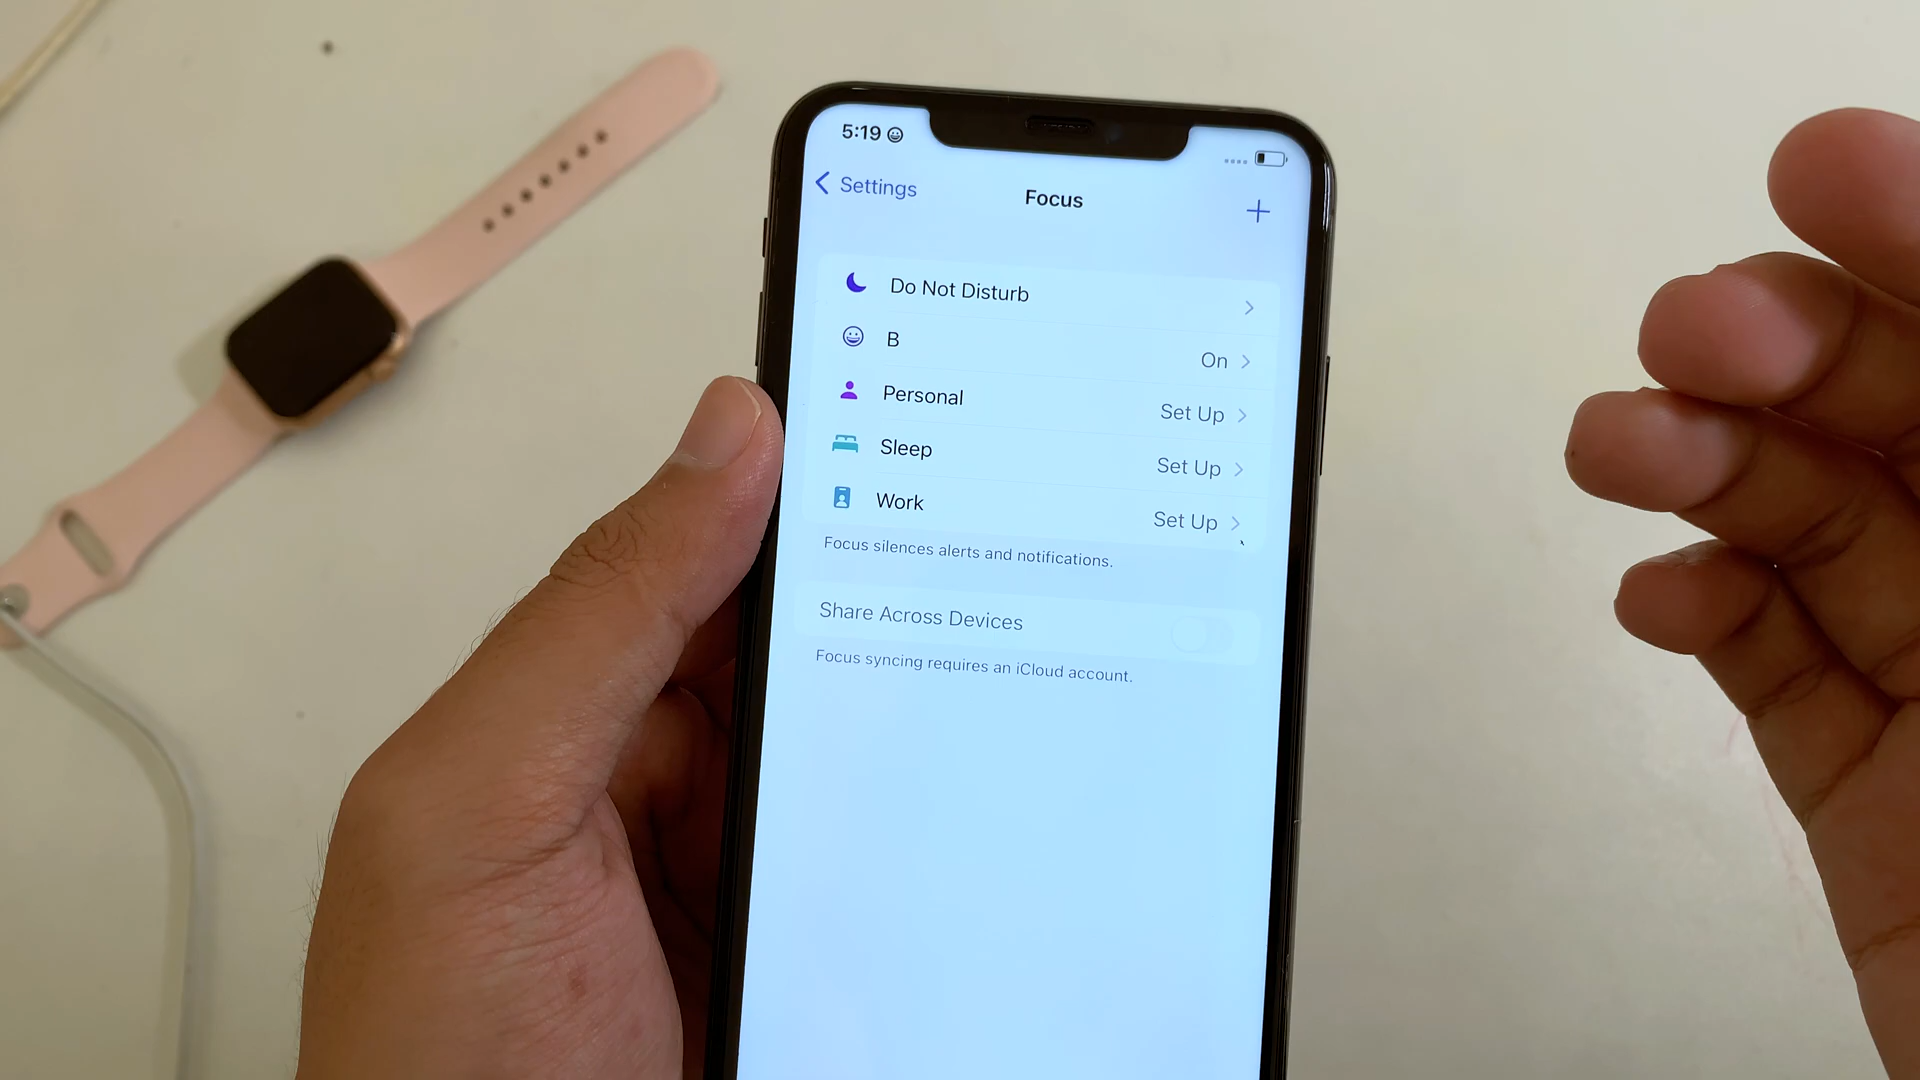 5:19
Settings
Focus
Do Not Disturb
B
On
Personal
Set Up
Sleep
Set Up
Work
Set Up
Focus silences alerts and notifications.
Share Across Devices
Focus syncing requires an iCloud account.